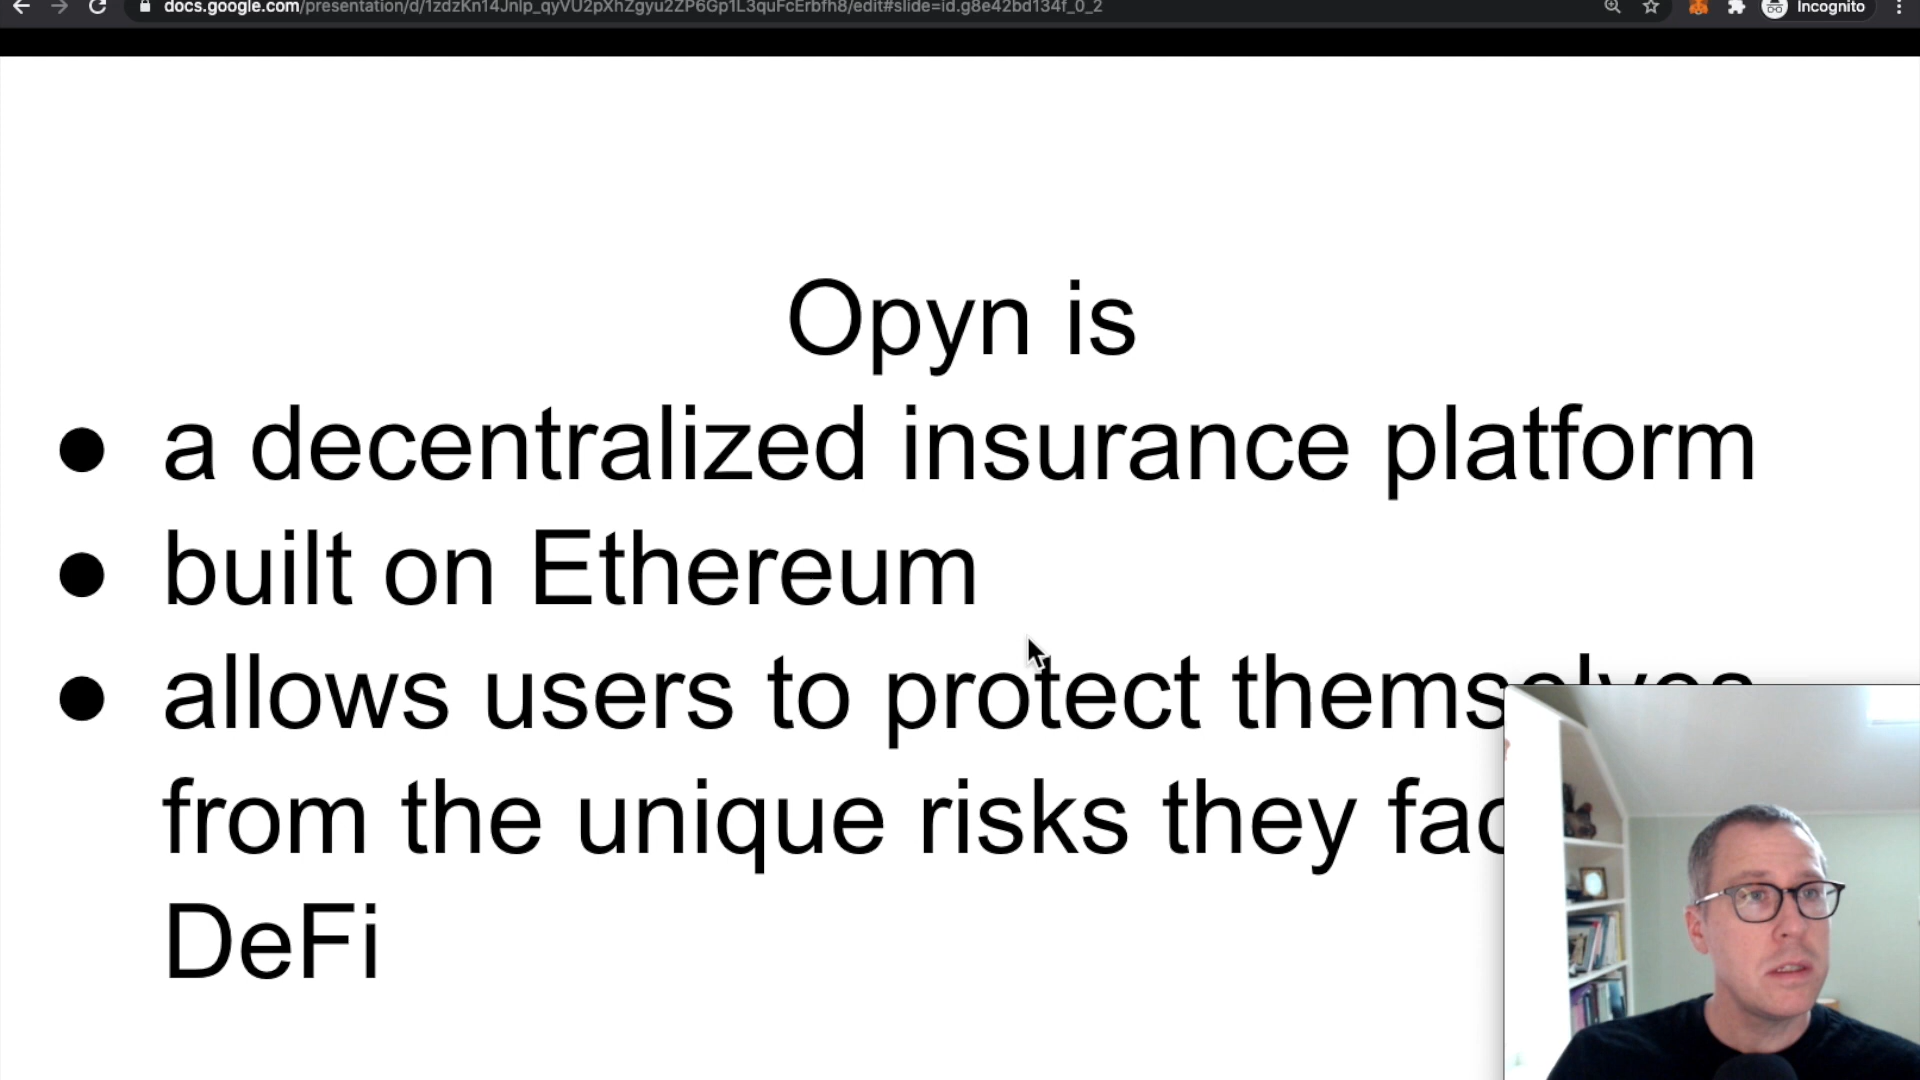 docs.google.com/presentation/d/1zdzKn14Jnlp_qyVU2pXhZgyu2ZP6Gp1L3quFcErbfh8/edit#slide=id.g8e42bd134f_0_2
Incognito
Opyn is
● a decentralized insurance platform
● built on Ethereum
● allows users to protect themselves
from the unique risks they fac
DeFi